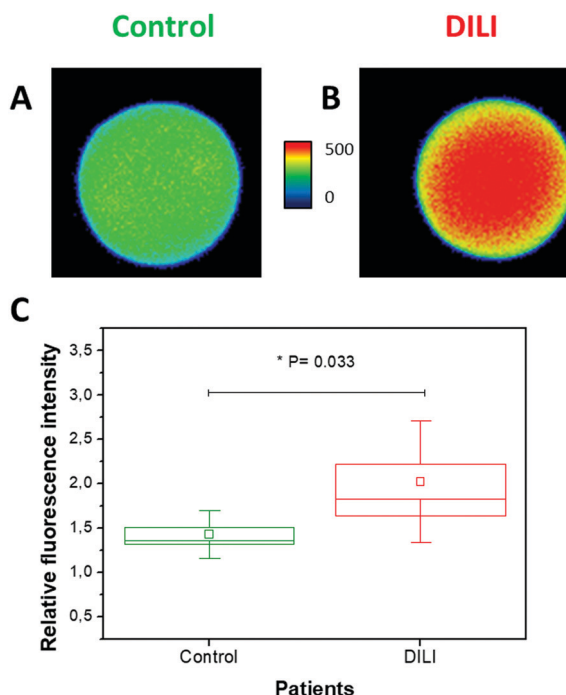 Control
DILI
A
B
500
0
C
Relative fluorescence intensity
3,5
3,0
2,5
2,0
1,5
1,0
0,5
* P= 0.033
Control
DILI
Patients